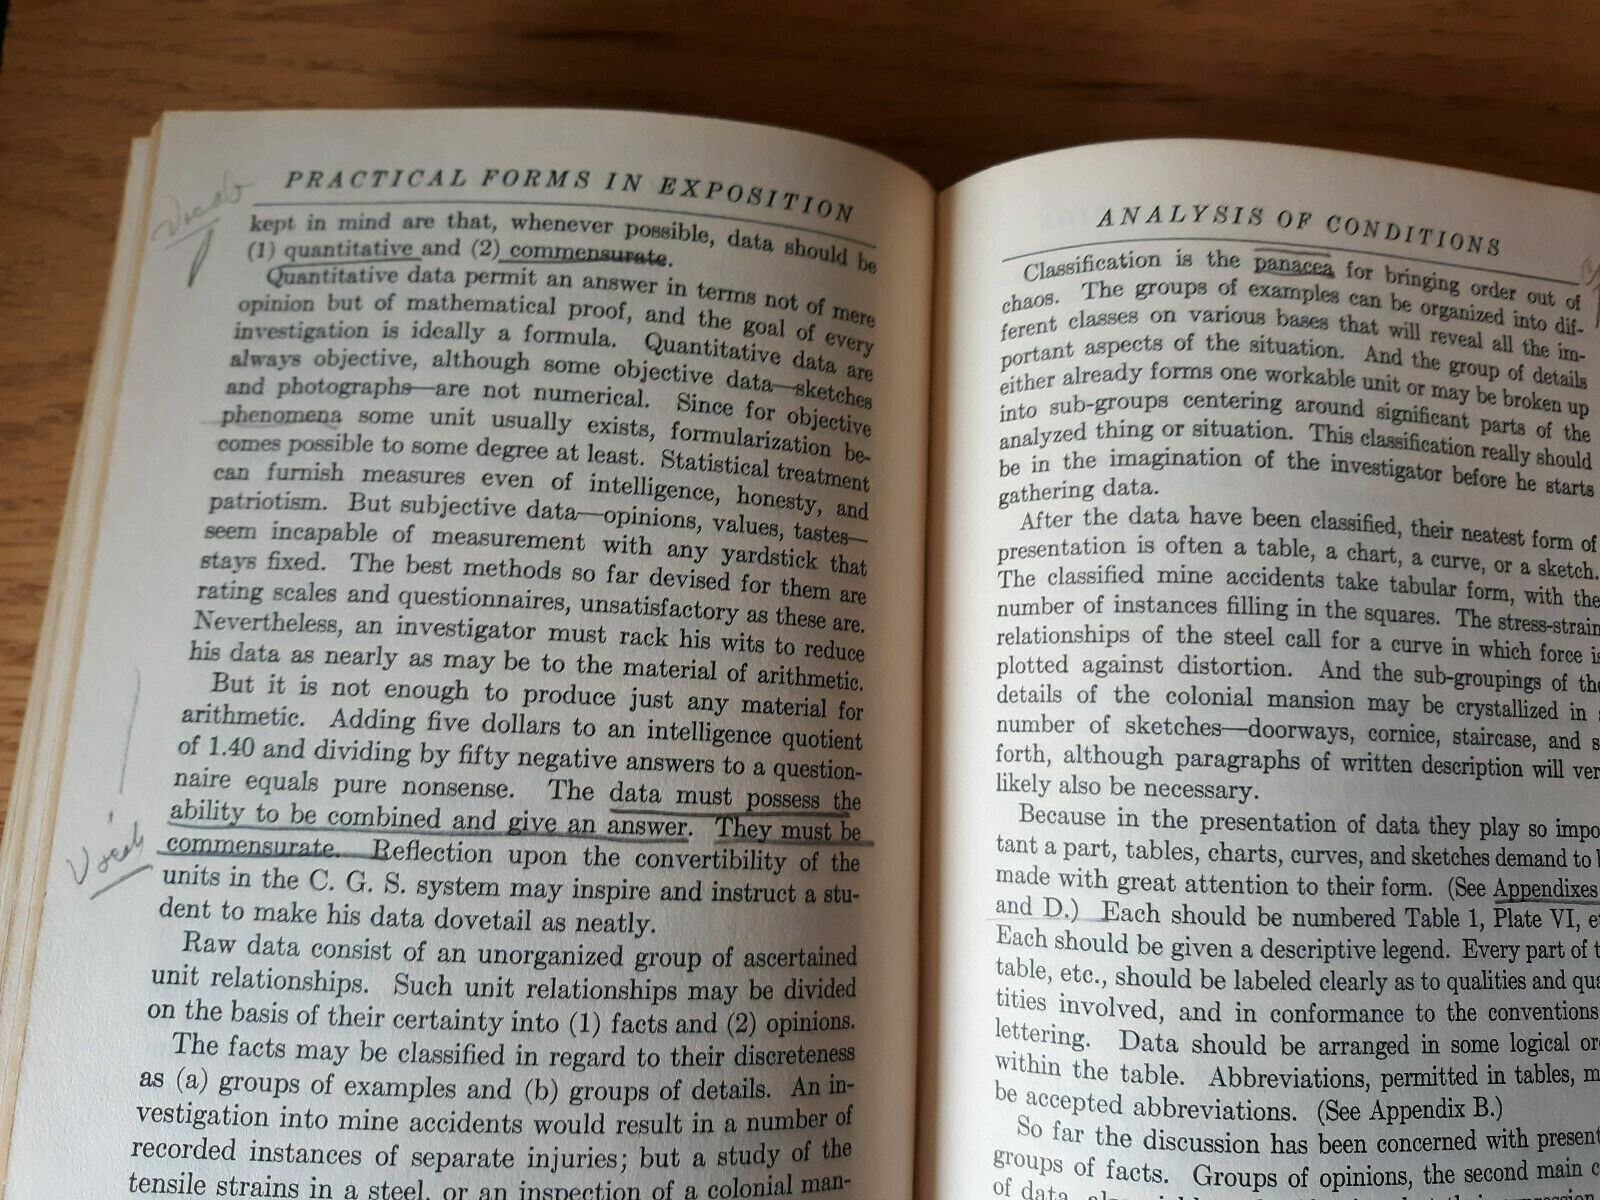 Vocab
PRACTICAL FORMS IN EXPOSITION
kept in mind are that, whenever possible, data should be
(1) quantitative and (2) commensurate.
Quantitative data permit an answer in terms not of mere
opinion but of mathematical proof, and the goal of every
investigation is ideally a formula. Quantitative data are
always objective, although some objective data—sketches
and photographs—are not numerical. Since for objective
phenomena some unit usually exists, formularization be-
comes possible to some degree at least. Statistical treatment
can furnish measures even of intelligence, honesty, and
patriotism. But subjective data—opinions, values, tastes—
seem incapable of measurement with any yardstick that
stays fixed. The best methods so far devised for them are
rating scales and questionnaires, unsatisfactory as these are.
Nevertheless, an investigator must rack his wits to reduce
his data as nearly as may be to the material of arithmetic.
But it is not enough to produce just any material for
arithmetic. Adding five dollars to an intelligence quotient
of 1.40 and dividing by fifty negative answers to a question-
naire equals pure nonsense. The data must possess the
ability to be combined and give an answer. They must be
Vocab
commensurate. Reflection upon the convertibility of the
units in the C. G. S. system may inspire and instruct a stu-
dent to make his data dovetail as neatly.
Raw data consist of an unorganized group of ascertained
unit relationships. Such unit relationships may be divided
on the basis of their certainty into (1) facts and (2) opinions.
The facts may be classified in regard to their discreteness
as (a) groups of examples and (b) groups of details. An in-
vestigation into mine accidents would result in a number of
recorded instances of separate injuries; but a study of the
tensile strains in a steel, or an inspection of a colonial man-
ANALYSIS OF CONDITIONS
Classification is the panacea for bringing order out of
chaos. The groups of examples can be organized into dif-
ferent classes on various bases that will reveal all the im-
portant aspects of the situation. And the group of details
either already forms one workable unit or may be broken up
into sub-groups centering around significant parts of the
analyzed thing or situation. This classification really should
be in the imagination of the investigator before he starts
gathering data.
After the data have been classified, their neatest form of
presentation is often a table, a chart, a curve, or a sketch.
The classified mine accidents take tabular form, with the
number of instances filling in the squares. The stress-strain
relationships of the steel call for a curve in which force is
plotted against distortion. And the sub-groupings of the
details of the colonial mansion may be crystallized in
number of sketches—doorways, cornice, staircase, and s
forth, although paragraphs of written description will ver
likely also be necessary.
Because in the presentation of data they play so impo
tant a part, tables, charts, curves, and sketches demand to
made with great attention to their form. (See Appendixes
and D.) Each should be numbered Table 1, Plate VI, e
Each should be given a descriptive legend. Every part of t
table, etc., should be labeled clearly as to qualities and qua
tities involved, and in conformance to the conventions
lettering. Data should be arranged in some logical or
within the table. Abbreviations, permitted in tables, m
be accepted abbreviations. (See Appendix B.)
So far the discussion has been concerned with present
groups of facts. Groups of opinions, the second main c
of data